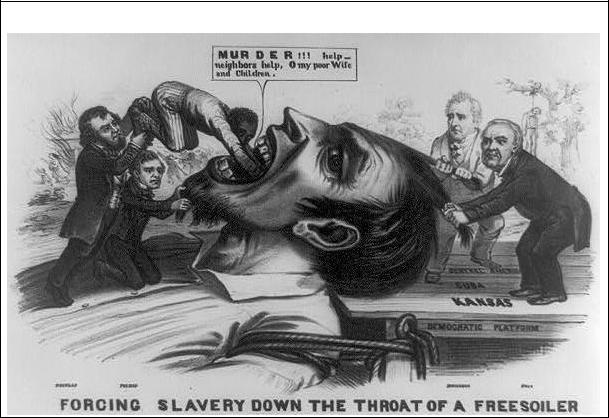 MURDER!!! help—
neighbors help, O my poor Wife
and Children.
CENTRAL AMERICA
CUBA
KANSAS
DEMOCRATIC PLATFORM
FORCING SLAVERY DOWN THE THROAT OF A FREESOILER